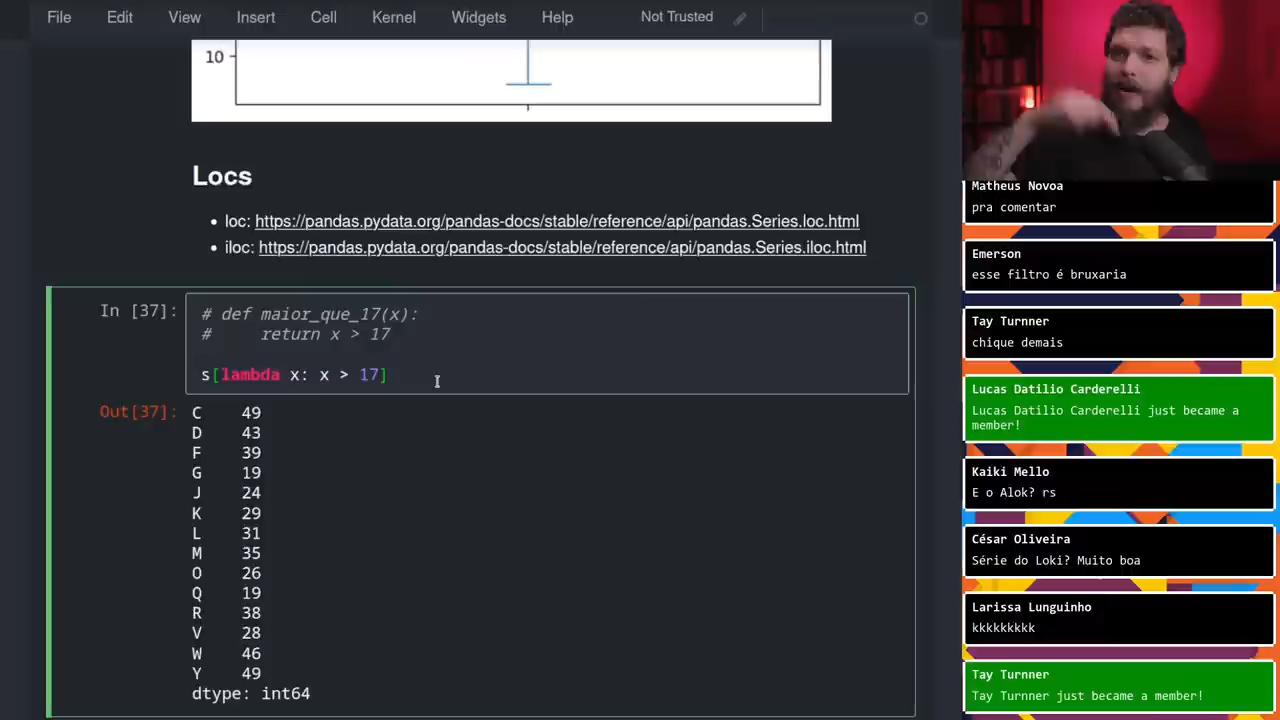 File Edit View Insert Cell Kernel Widgets Help Not Trusted
10
Locs
• loc: https://pandas.pydata.org/pandas-docs/stable/reference/api/pandas.Series.loc.html
• iloc: https://pandas.pydata.org/pandas-docs/stable/reference/api/pandas.Series.iloc.html
In [37]:
# def maior_que_17(x):
#     return x > 17
s[lambda x: x > 17]
Out[37]:
C    49
D    43
F    39
G    19
J    24
K    29
L    31
M    35
O    26
Q    19
R    38
V    28
W    46
Y    49
dtype: int64
Matheus Novoa
pra comentar
Emerson
esse filtro é bruxaria
Tay Turnner
chique demais
Lucas Datilio Carderelli
Lucas Datilio Carderelli just became a
member!
Kaiki Mello
E o Alok? rs
César Oliveira
Série do Loki? Muito boa
Larissa Lunguinho
kkkkkkkkk
Tay Turnner
Tay Turnner just became a member!